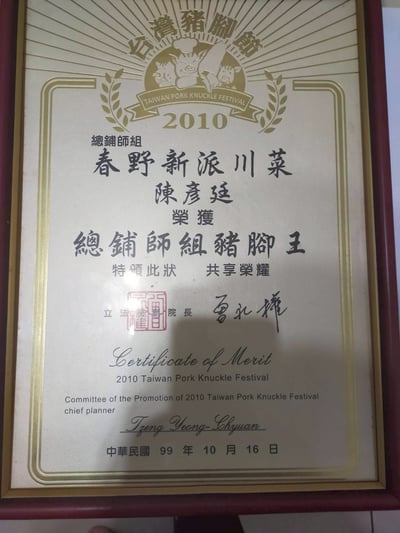 台灣豬腳節
TAIWAN PORK KNUCKLE FESTIVAL
2010
總鋪師組
春野新派川菜
陳彥廷
榮獲
總鋪師組豬腳王
特頒此狀 共享榮耀
立法院副院長 曾永權
Certificate of Merit
2010 Taiwan Pork Knuckle Festival
Committee of the Promotion of 2010 Taiwan Pork Knuckle Festival
chief planner
Tzeng Yeong-Chyuan
中華民國 99 年 10 月 16 日